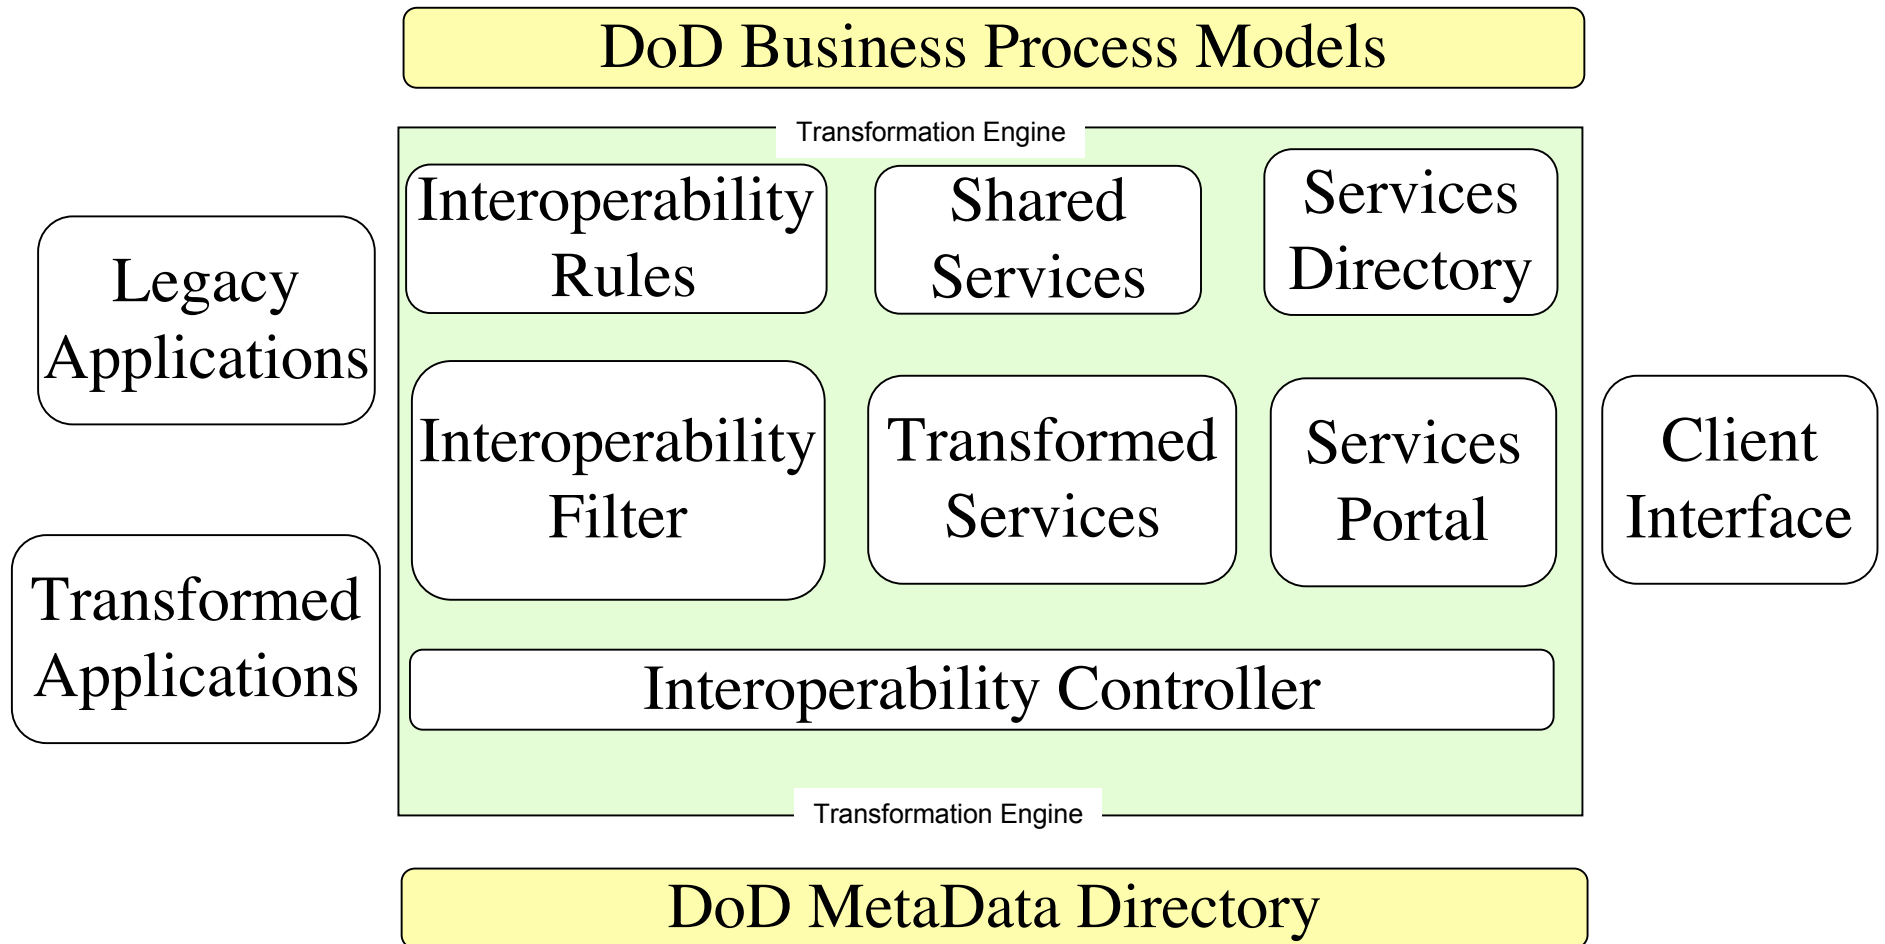 DoD Business Process Models
Transformation Engine
Interoperability
Rules
Shared
Services
Services
Directory
Legacy
Applications
Interoperability
Filter
Transformed
Services
Services
Portal
Client
Interface
Transformed
Applications
Interoperability Controller
Transformation Engine
DoD MetaData Directory